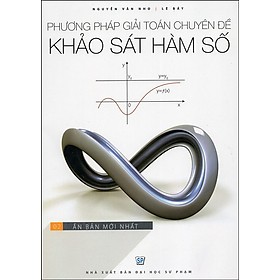 NGUYỄN VĂN NHO | LÊ BẢY
PHƯƠNG PHÁP GIẢI TOÁN CHUYÊN ĐỀ
KHẢO SÁT HÀM SỐ
y
y=y₀
y=f(x)
O
x
ẤN BẢN MỚI NHẤT
NHÀ XUẤT BẢN ĐẠI HỌC SƯ PHẠM